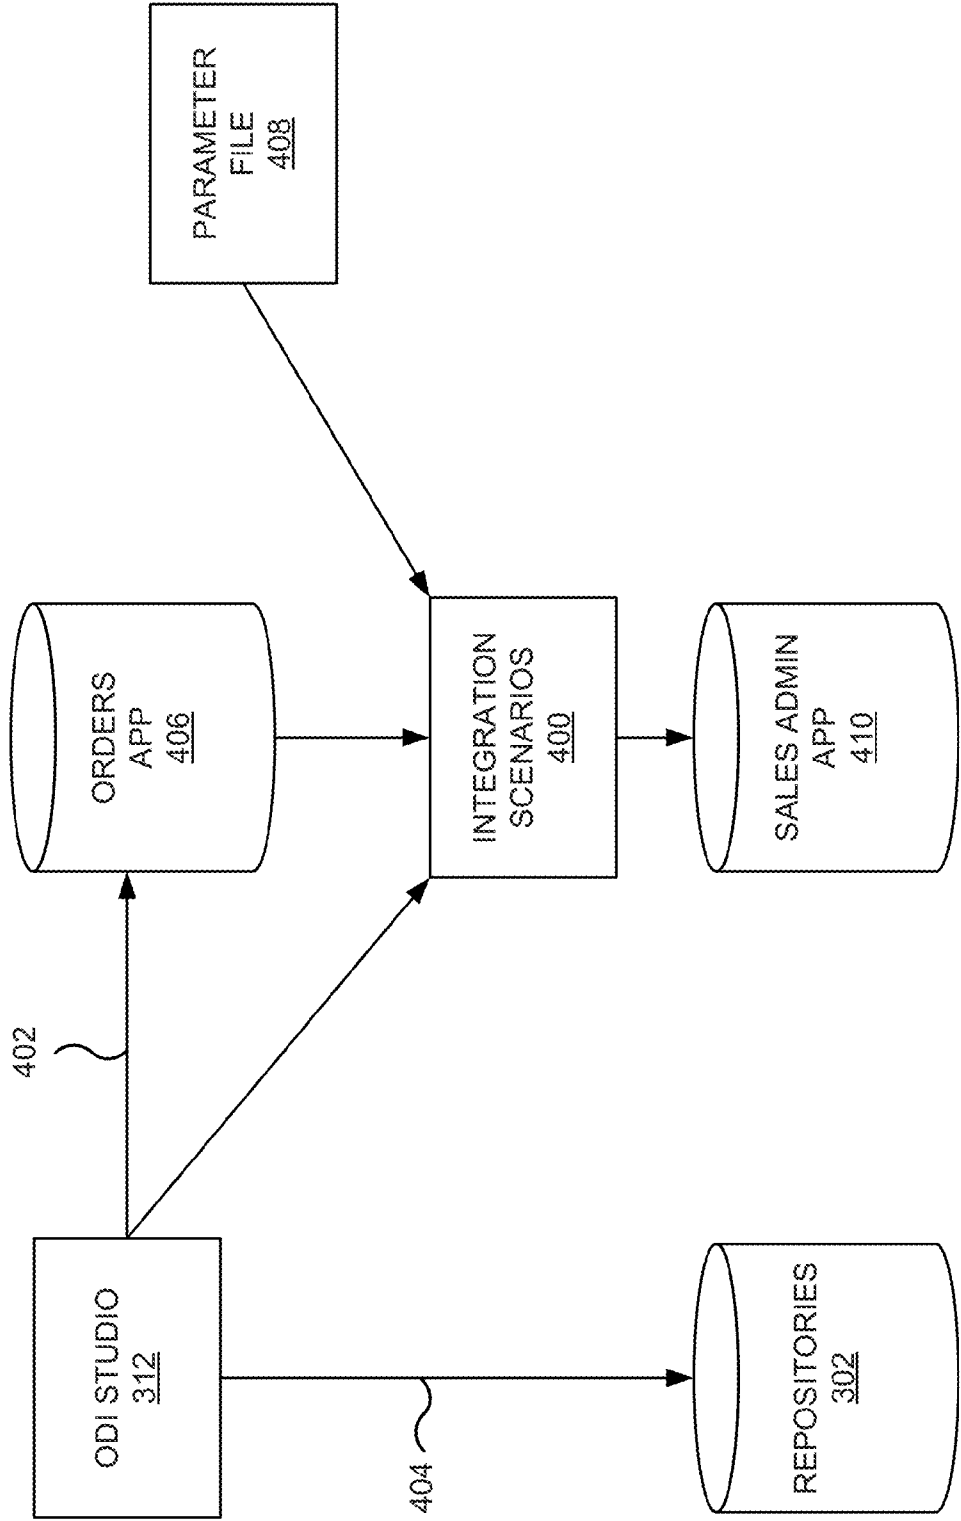 ODI STUDIO
312
402
ORDERS
APP
406
PARAMETER
FILE
408
404
INTEGRATION
SCENARIOS
400
REPOSITORIES
302
SALES ADMIN
APP
410